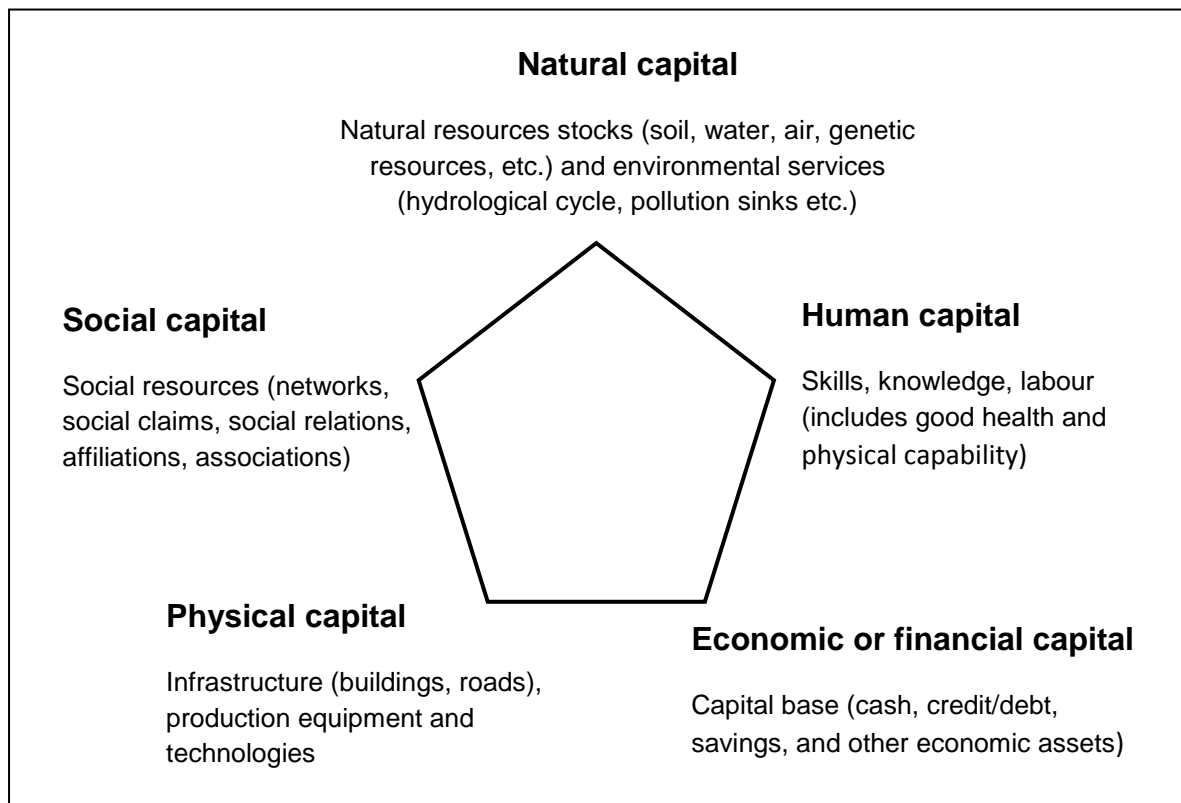 Natural capital
Natural resources stocks (soil, water, air, genetic
resources, etc.) and environmental services
(hydrological cycle, pollution sinks etc.)
Social capital
Social resources (networks,
social claims, social relations,
affiliations, associations)
Human capital
Skills, knowledge, labour
(includes good health and
physical capability)
Physical capital
Infrastructure (buildings, roads),
production equipment and
technologies
Economic or financial capital
Capital base (cash, credit/debt,
savings, and other economic assets)